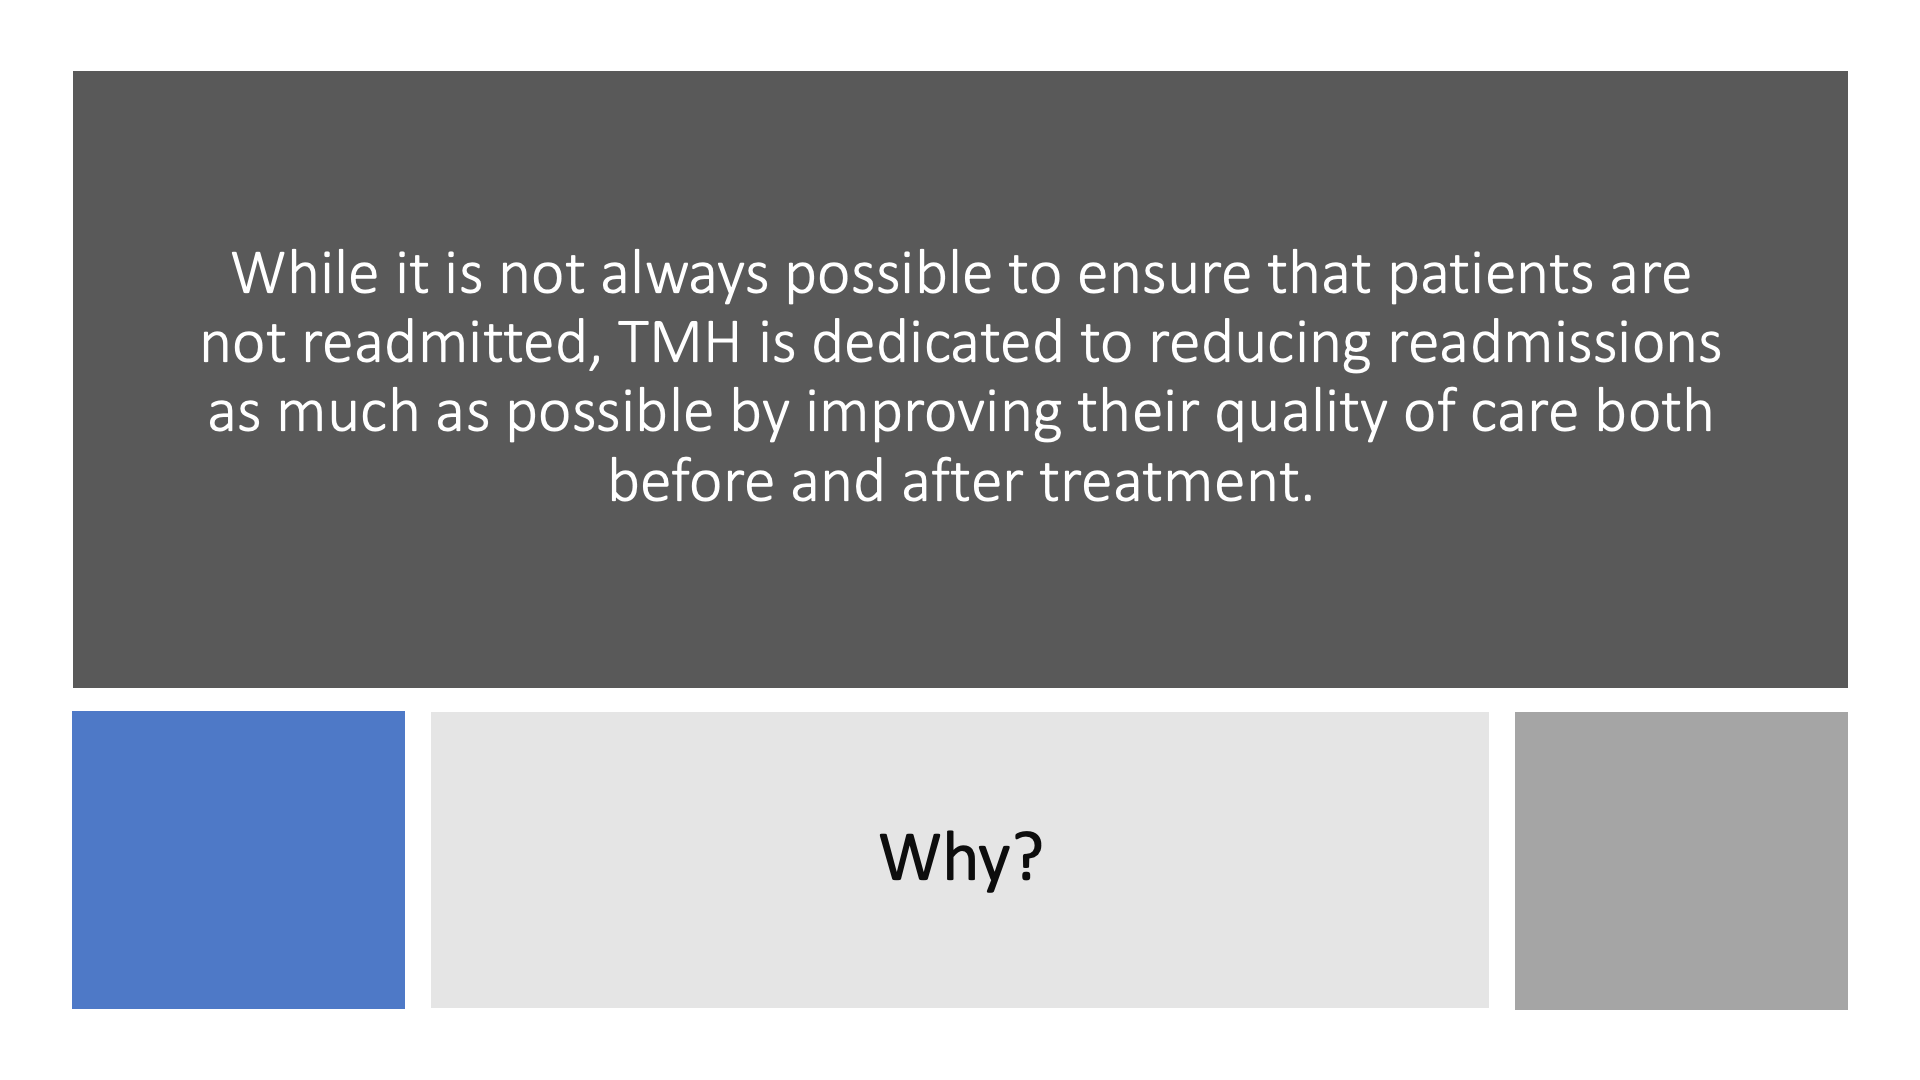 While it is not always possible to ensure that patients are
not readmitted, TMH is dedicated to reducing readmissions
as much as possible by improving their quality of care both
before and after treatment.
Why?